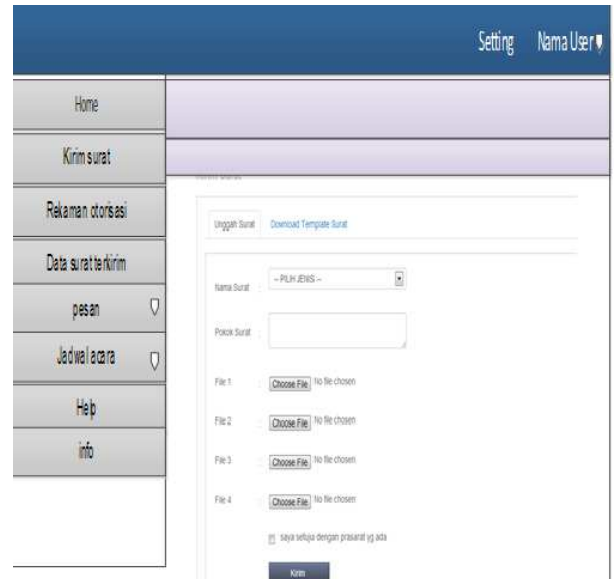 Setting Nama User
Home
Kirim surat
Rekaman otorisasi
Data surat terkirim
pesan
Jadwal acara
Help
info
Unggah Surat Download Template Surat
Nama Surat : -- PILIH JENIS --
Pokok Surat :
File 1 : Choose File No file chosen
File 2 : Choose File No file chosen
File 3 : Choose File No file chosen
File 4 : Choose File No file chosen
saya setuju dengan prasarat yg ada
Kirim